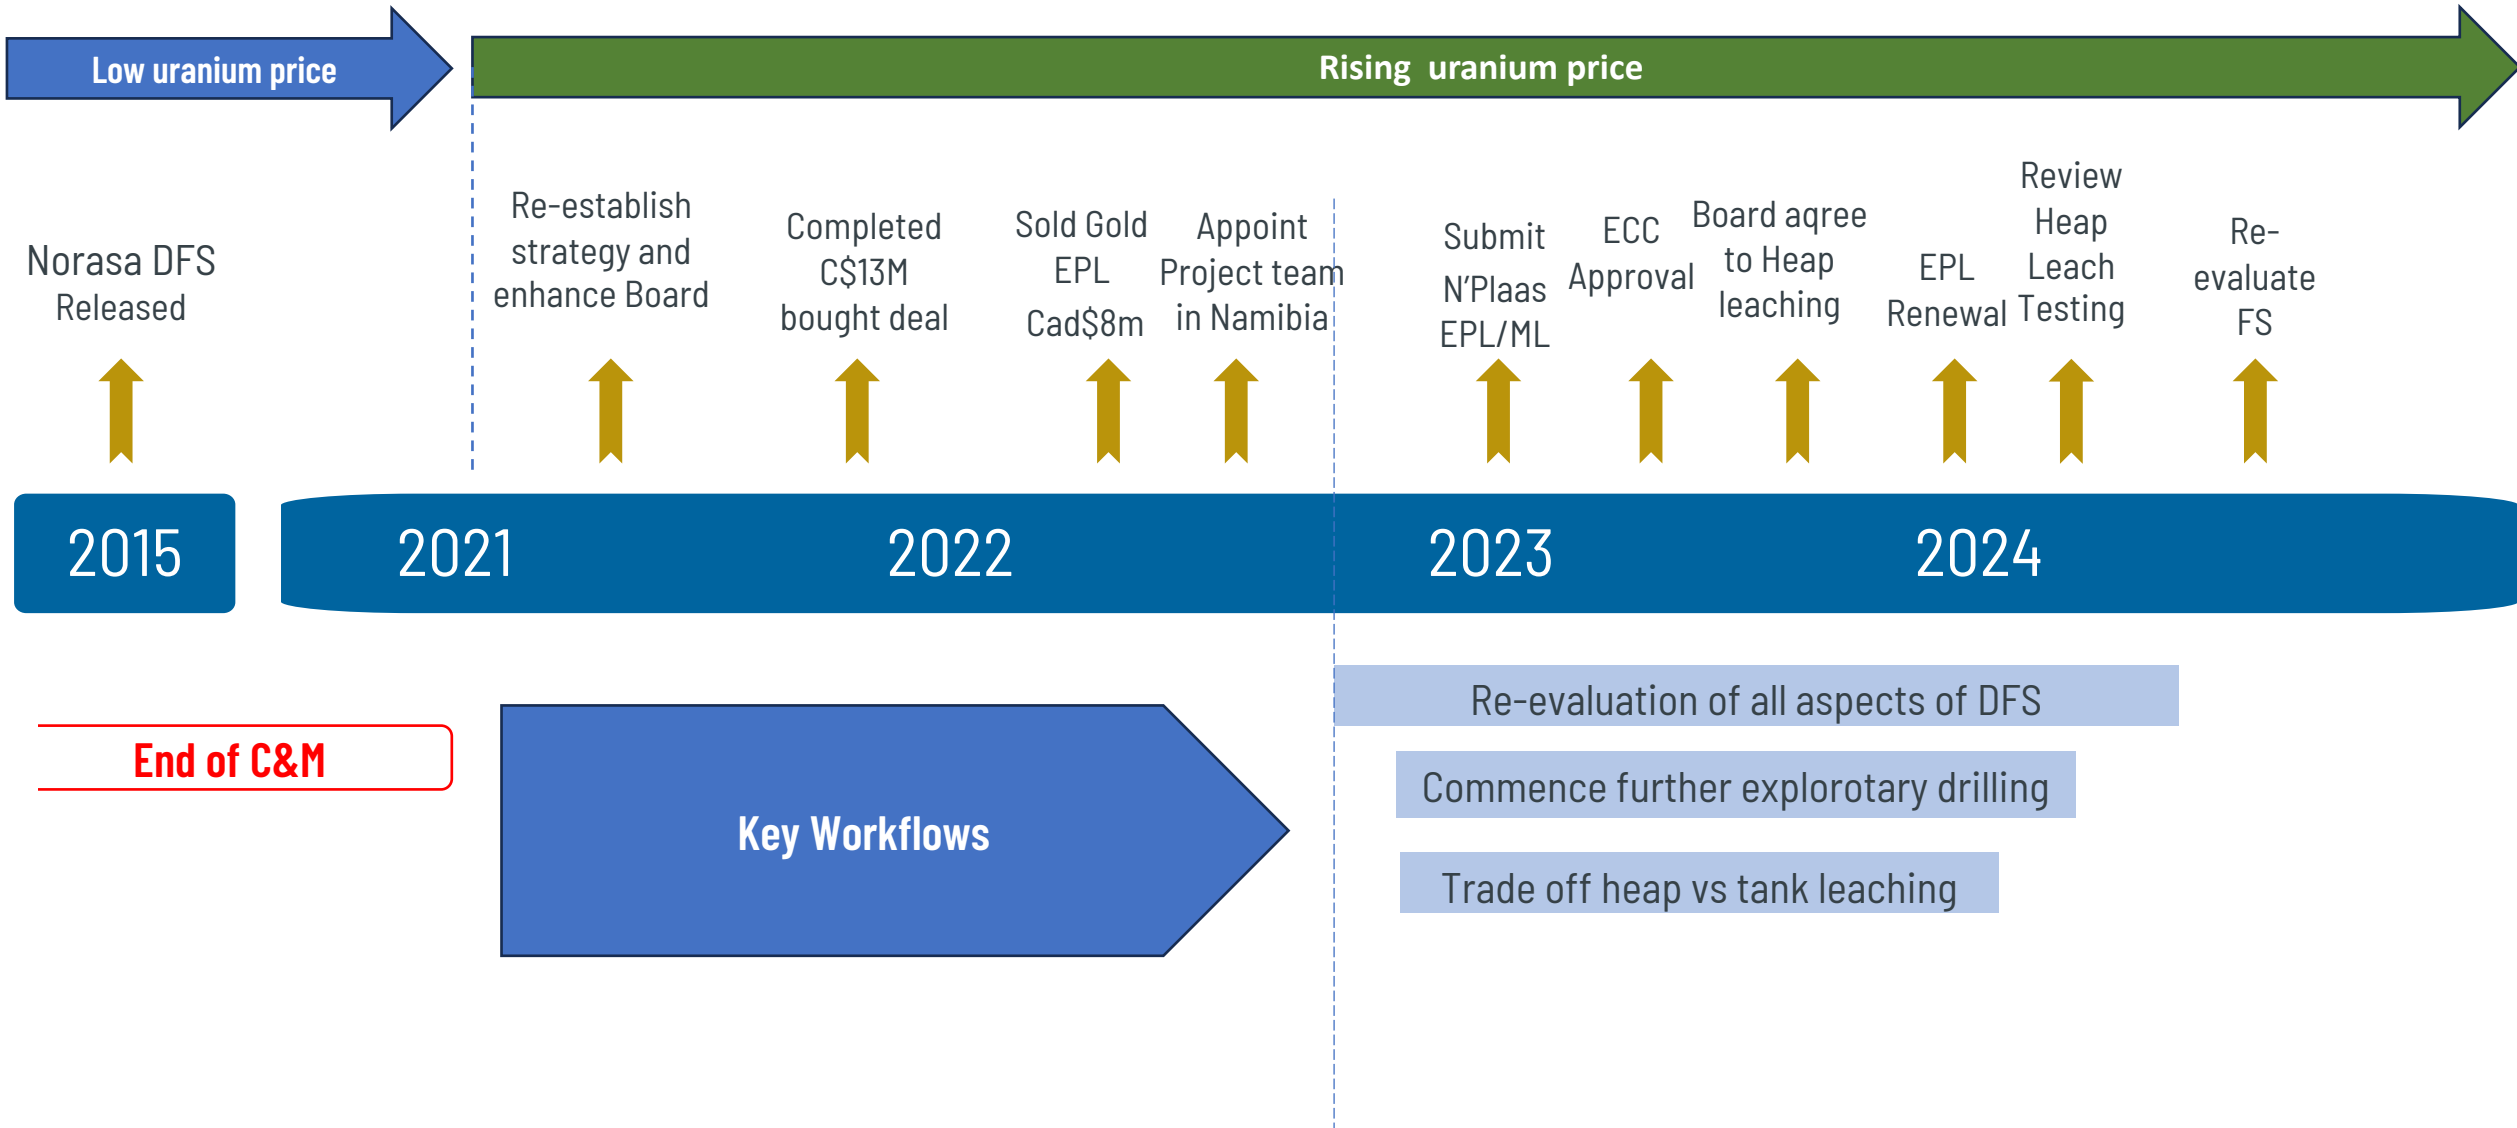 Low uranium price
Rising uranium price
Norasa DFS
Released
Re-establish
strategy and
enhance Board
Completed
C$13M
bought deal
Sold Gold
EPL
Cad$8m
Appoint
Project team
in Namibia
Submit
N'Plaas
EPL/ML
ECC
Approval
Board aqree
to Heap
leaching
EPL
Renewal
Review
Heap
Leach
Testing
Re-
evaluate
FS
2015
2021
2022
2023
2024
End of C&M
Key Workflows
Re-evaluation of all aspects of DFS
Commence further explorotary drilling
Trade off heap vs tank leaching